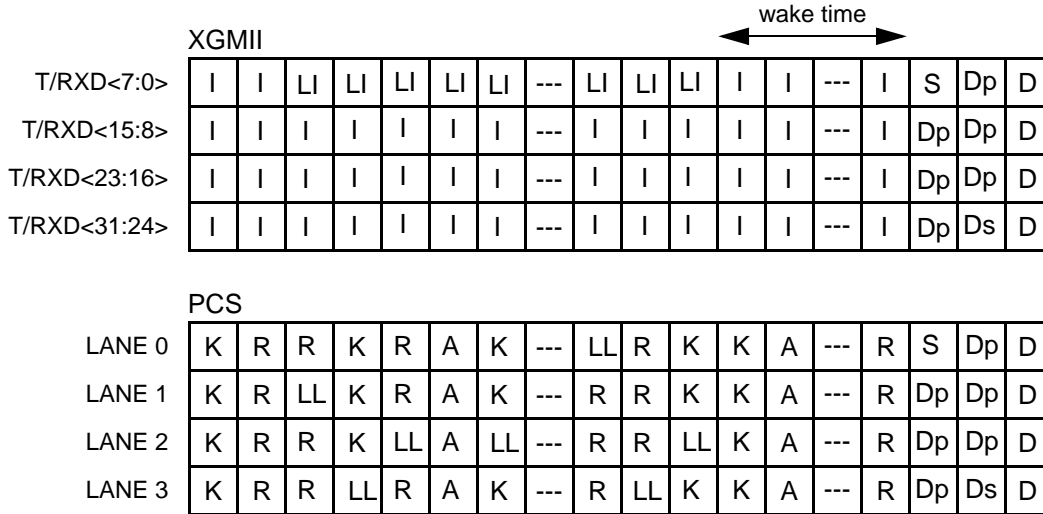 wake time
XGMII
T/RXD<7:0> I I LI LI LI LI LI --- LI LI LI I I --- I S Dp D
T/RXD<15:8> I I I I I I I --- I I I I I --- I Dp Dp D
T/RXD<23:16> I I I I I I I --- I I I I I --- I Dp Dp D
T/RXD<31:24> I I I I I I I --- I I I I I --- I Dp Ds D
PCS
LANE 0 K R R K R A K --- LL R K K A --- R S Dp D
LANE 1 K R LL K R A K --- R R K K A --- R Dp Dp D
LANE 2 K R R K LL A LL --- R R LL K A --- R Dp Dp D
LANE 3 K R R LL R A K --- R LL K K A --- R Dp Ds D